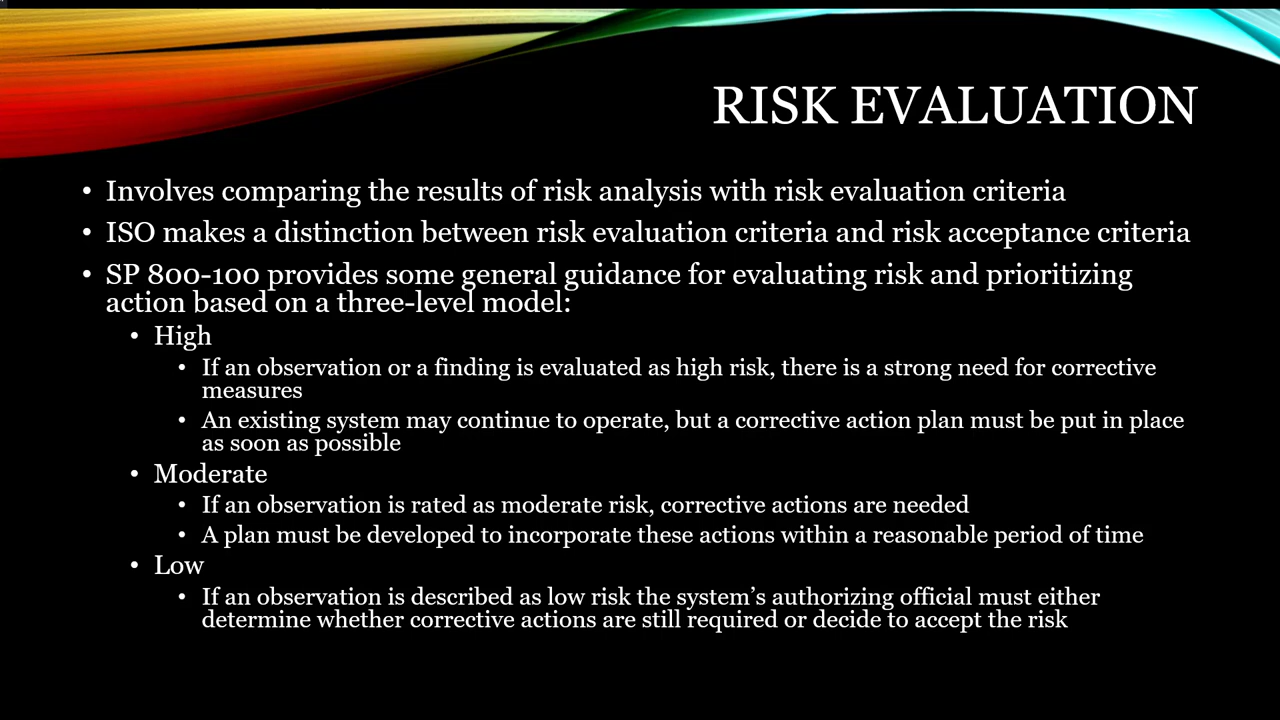 RISK EVALUATION
• Involves comparing the results of risk analysis with risk evaluation criteria
• ISO makes a distinction between risk evaluation criteria and risk acceptance criteria
• SP 800-100 provides some general guidance for evaluating risk and prioritizing
action based on a three-level model:
• High
• If an observation or a finding is evaluated as high risk, there is a strong need for corrective
measures
• An existing system may continue to operate, but a corrective action plan must be put in place
as soon as possible
• Moderate
• If an observation is rated as moderate risk, corrective actions are needed
• A plan must be developed to incorporate these actions within a reasonable period of time
• Low
• If an observation is described as low risk the system’s authorizing official must either
determine whether corrective actions are still required or decide to accept the risk